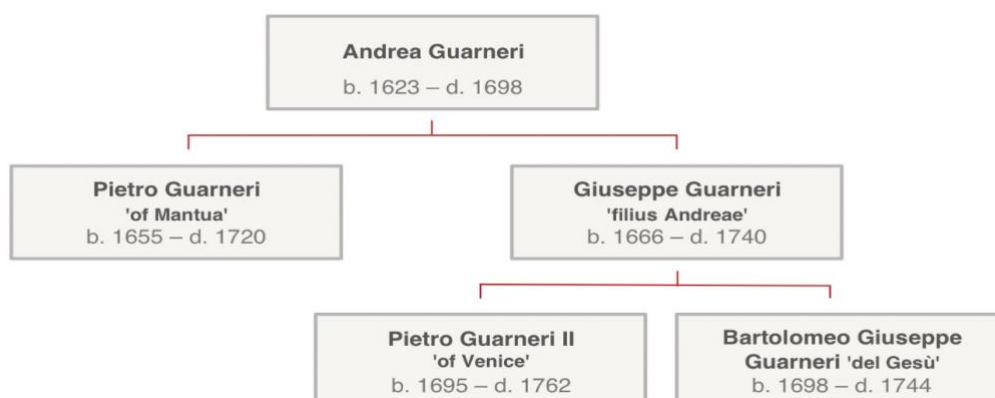 Andrea Guarneri
b. 1623 – d. 1698
Pietro Guarneri
'of Mantua'
b. 1655 – d. 1720
Giuseppe Guarneri
'filius Andreae'
b. 1666 – d. 1740
Pietro Guarneri II
'of Venice'
b. 1695 – d. 1762
Bartolomeo Giuseppe
Guarneri 'del Gesù'
b. 1698 – d. 1744